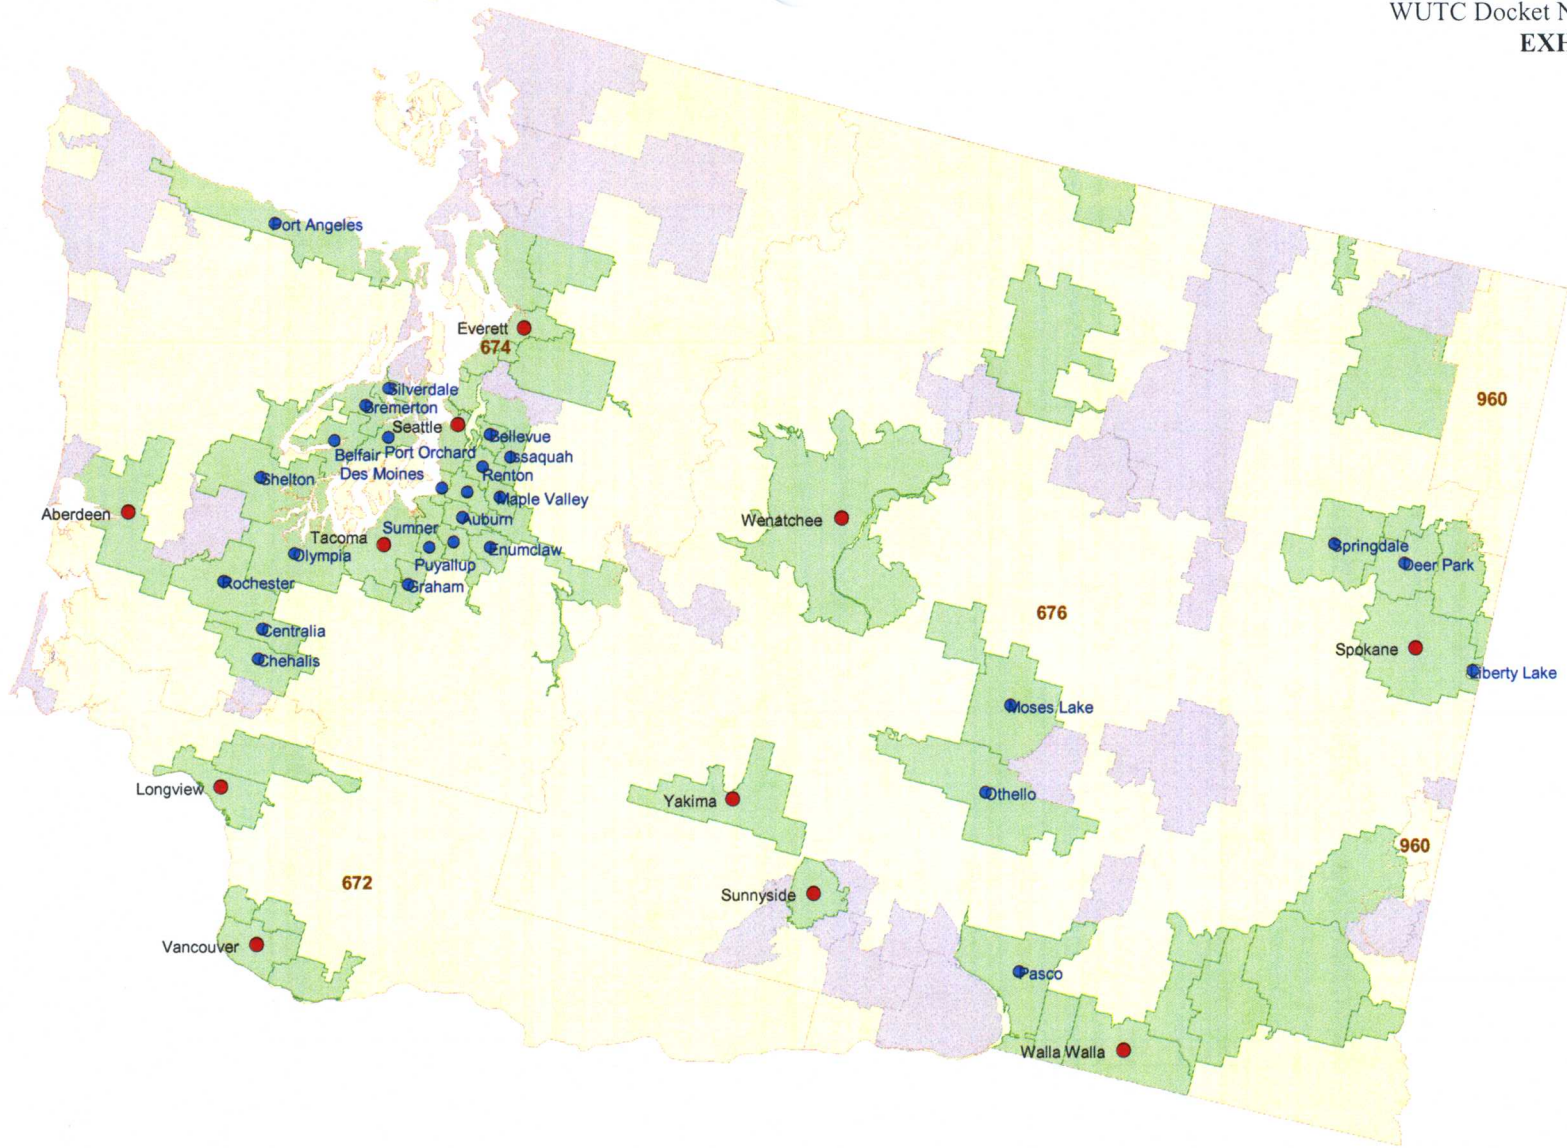 WUTC Docket N
EXH
Port Angeles
Everett
674
Silverdale
Bremerton
960
Seattle
Bellevue
Belfair
Port Orchard
Issaquah
Des Moines
Renton
Shelton
Maple Valley
Aberdeen
Auburn
Wenatchee
Sumner
Tacoma
Springdale
Olympia
Enumclaw
Puyallup
Deer Park
Rochester
Graham
676
Centralia
Spokane
Chehalis
Liberty Lake
Moses Lake
Longview
Othello
Yakima
960
672
Sunnyside
Vancouver
Pasco
Walla Walla